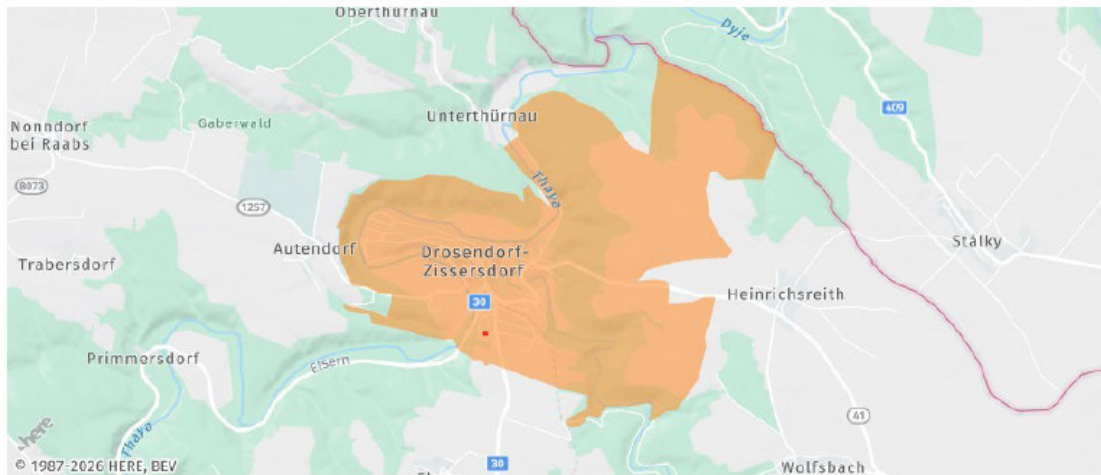 Oberthürnau
Dyje
409
Unterthürnau
Nonndorf
bei Raabs
Gaberwald
8073
Thaya
1257
Autendorf
Drosendorf-
Zissersdorf
Stálky
Trabersdorf
30
Heinrichsreith
Primmersdorf
Elsern
41
here
Thaya
© 1987-2026 HERE, BEV
30
Wolfsbach